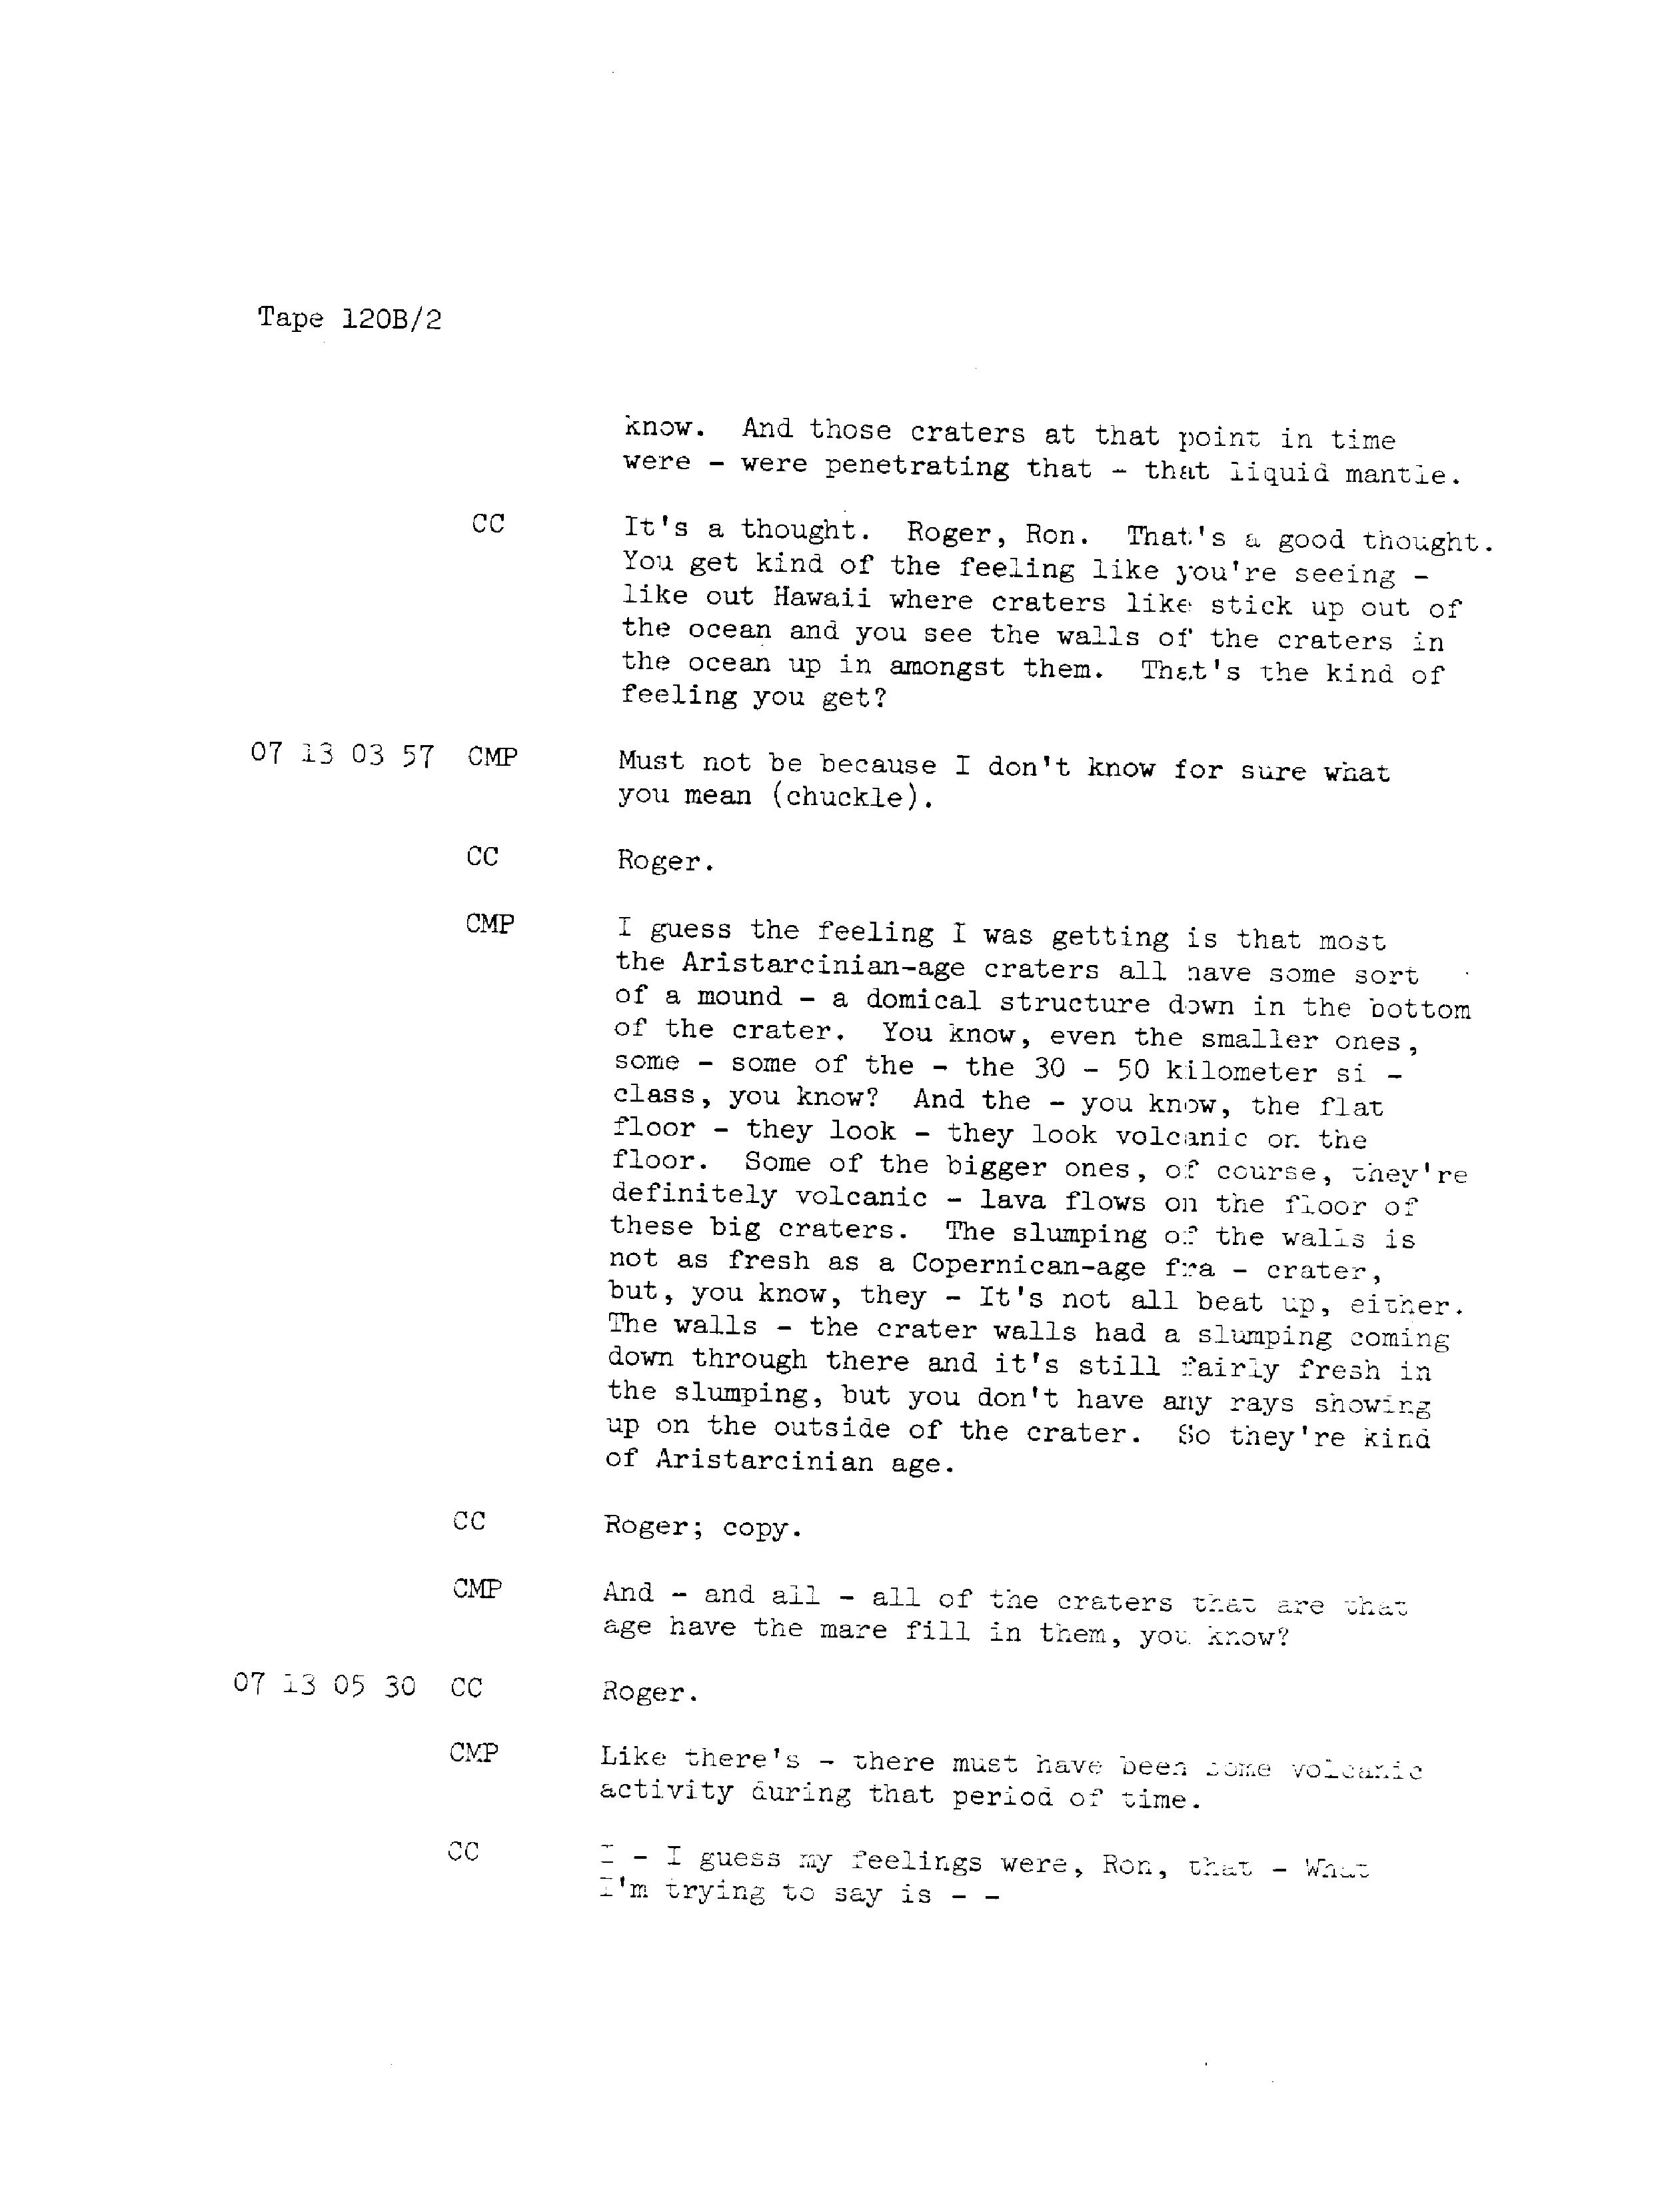 Tape 120B/2
know. And those craters at that point in time
were - were penetrating that - that liquid mantle.
CC It's a thought. Roger, Ron. That's a good thought.
You get kind of the feeling like you're seeing -
like out Hawaii where craters like stick up out of
the ocean and you see the walls of the craters in
the ocean up in amongst them. That's the kind of
feeling you get?
07 13 03 57 CMP Must not be because I don't know for sure what
you mean (chuckle).
CC Roger.
CMP I guess the feeling I was getting is that most
the Aristarcinian-age craters all have some sort
of a mound - a domical structure down in the bottom
of the crater. You know, even the smaller ones,
some - some of the - the 30 - 50 kilometer si -
class, you know? And the - you know, the flat
floor - they look - they look volcanic on the
floor. Some of the bigger ones, of course, they're
definitely volcanic - lava flows on the floor of
these big craters. The slumping of the walls is
not as fresh as a Copernican-age fra - crater,
but, you know, they - It's not all beat up, either.
The walls - the crater walls had a slumping coming
down through there and it's still fairly fresh in
the slumping, but you don't have any rays showing
up on the outside of the crater. So they're kind
of Aristarcinian age.
CC Roger; copy.
CMP And - and all - all of the craters that are that
age have the mare fill in them, you know?
07 13 05 30 CC Roger.
CMP Like there's - there must have been some volcanic
activity during that period of time.
CC I - I guess my feelings were, Ron, that - What
I'm trying to say is - -